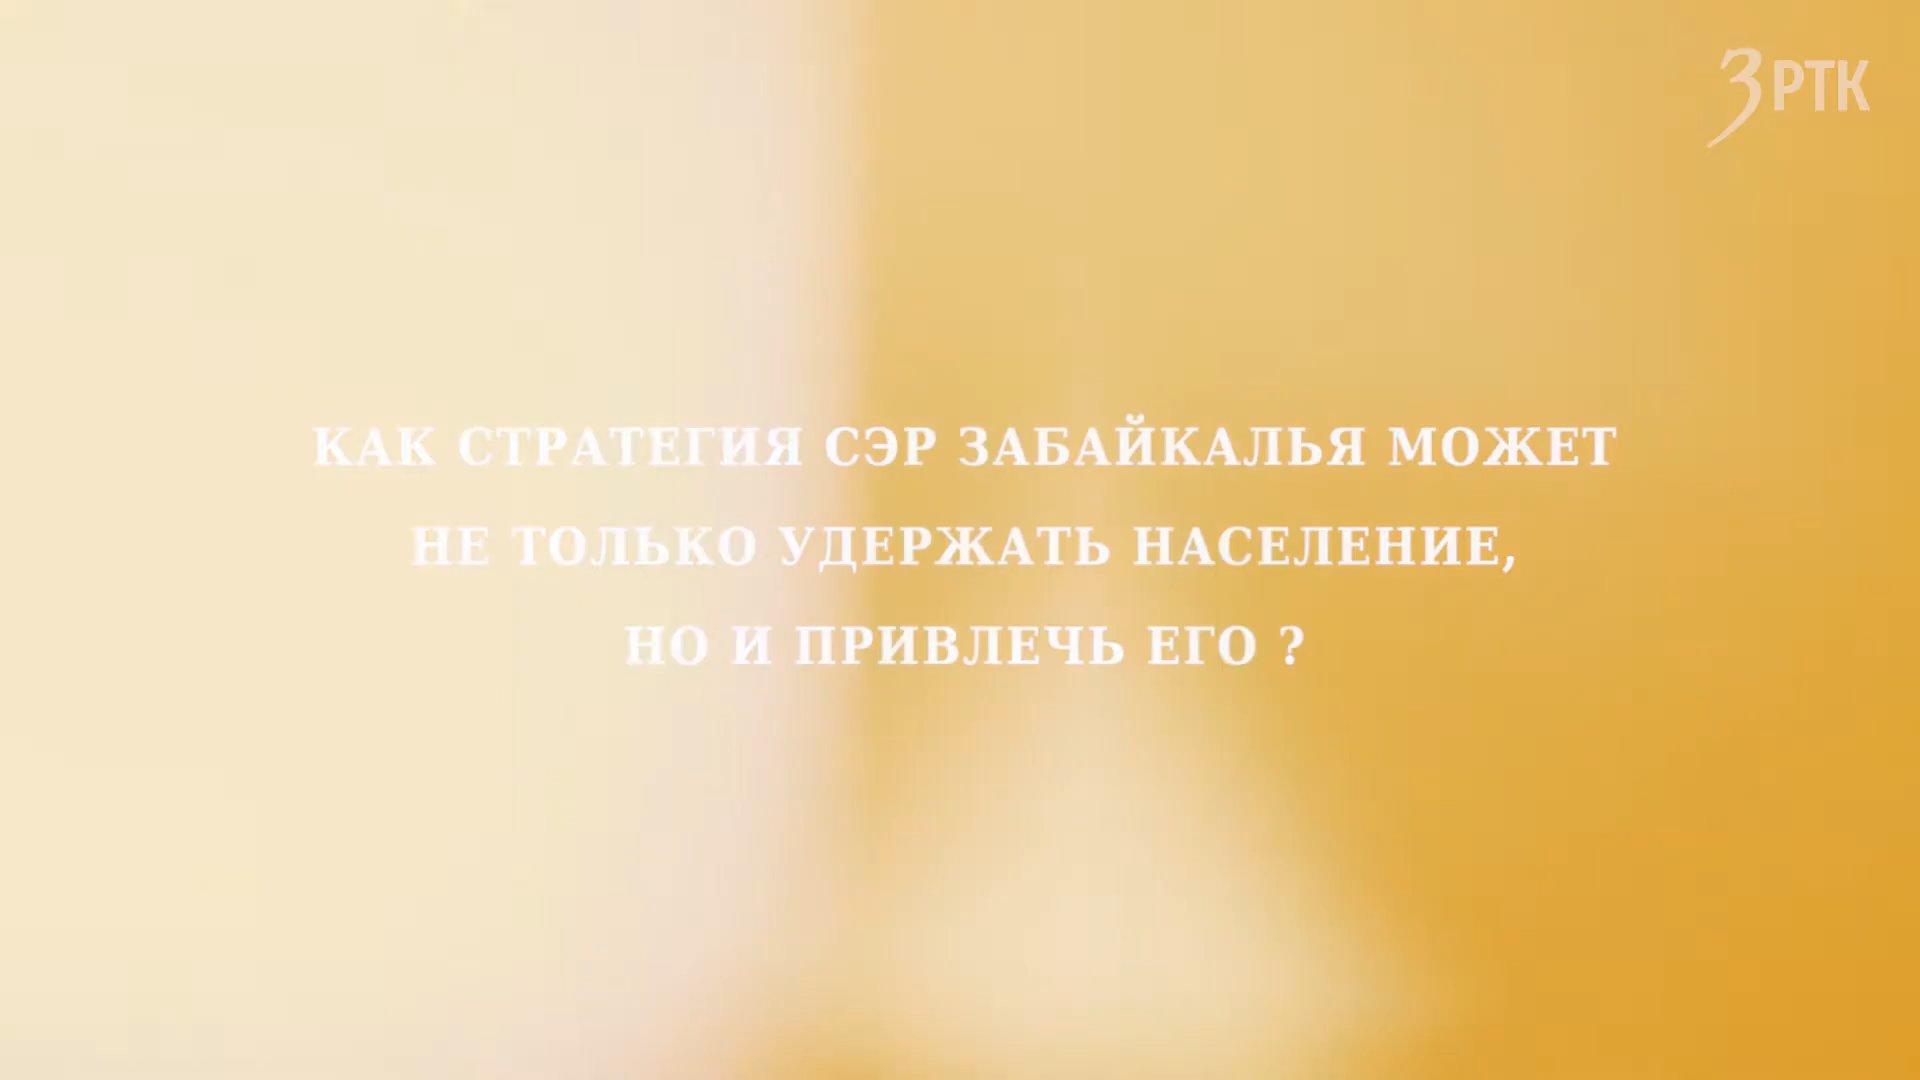 ЗРТК
КАК СТРАТЕГИЯ СЭР ЗАБАЙКАЛЬЯ МОЖЕТ
НЕ ТОЛЬКО УДЕРЖАТЬ НАСЕЛЕНИЕ,
НО И ПРИВЛЕЧЬ ЕГО ?